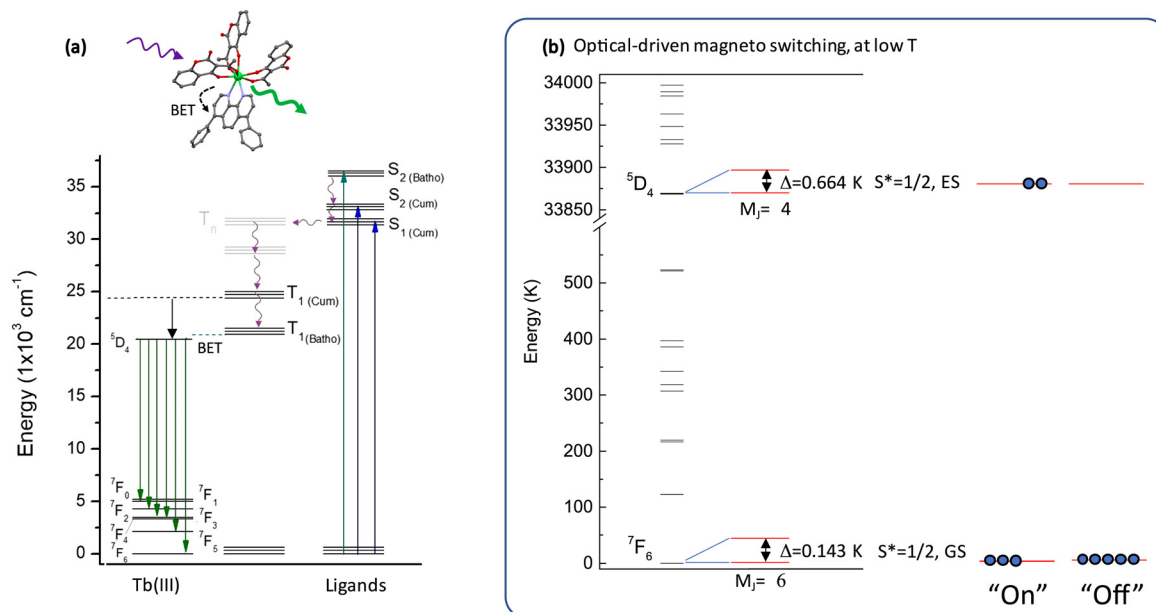 (a)
BET
35
30
25
20
15
10
5
0
Energy (1x10³ cm⁻¹)
S₂ (Batho)
S₂ (Cum)
S₁ (Cum)
Tₙ
T₁ (Cum)
T₁ (Batho)
⁵D₄
BET
⁷F₀
⁷F₁
⁷F₂
⁷F₃
⁷F₄
⁷F₅
⁷F₆
Tb(III)
Ligands
(b) Optical-driven magneto switching, at low T
34000
33950
33900
33850
500
400
300
200
100
0
Energy (K)
⁵D₄
Δ=0.664 K S*=1/2, ES
M_J= 4
⁷F₆
Δ=0.143 K S*=1/2, GS
M_J= 6
“On” “Off”